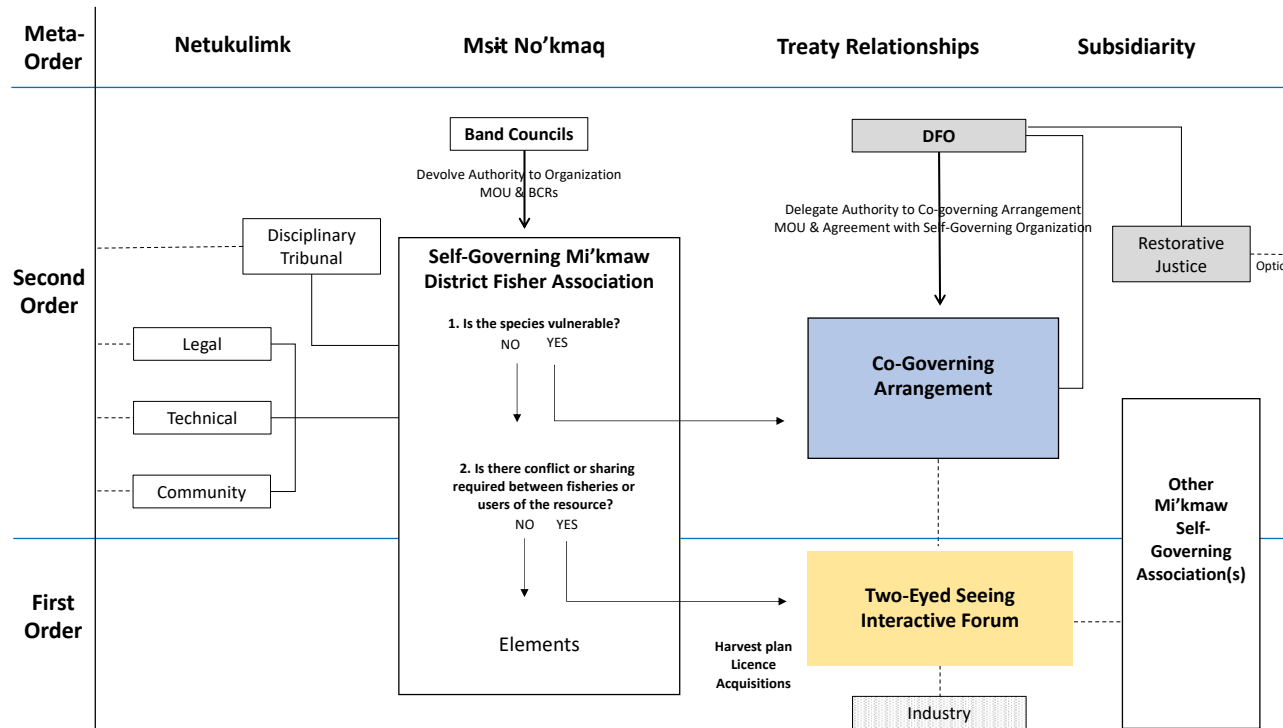 Meta-
Order
Netukulimk
Msɨt No’kmaq
Treaty Relationships
Subsidiarity
Second
Order
Band Councils
Devolve Authority to Organization
MOU & BCRs
DFO
Delegate Authority to Co-governing Arrangement
MOU & Agreement with Self-Governing Organization
Disciplinary
Tribunal
Legal
Technical
Community
Self-Governing Mi’kmaw
District Fisher Association
1. Is the species vulnerable?
NO YES
2. Is there conflict or sharing
required between fisheries or
users of the resource?
NO YES
Elements
Restorative
Justice
Optio
Co-Governing
Arrangement
Other
Mi’kmaw
Self-
Governing
Association(s)
First
Order
Two-Eyed Seeing
Interactive Forum
Harvest plan
Licence
Acquisitions
Industry